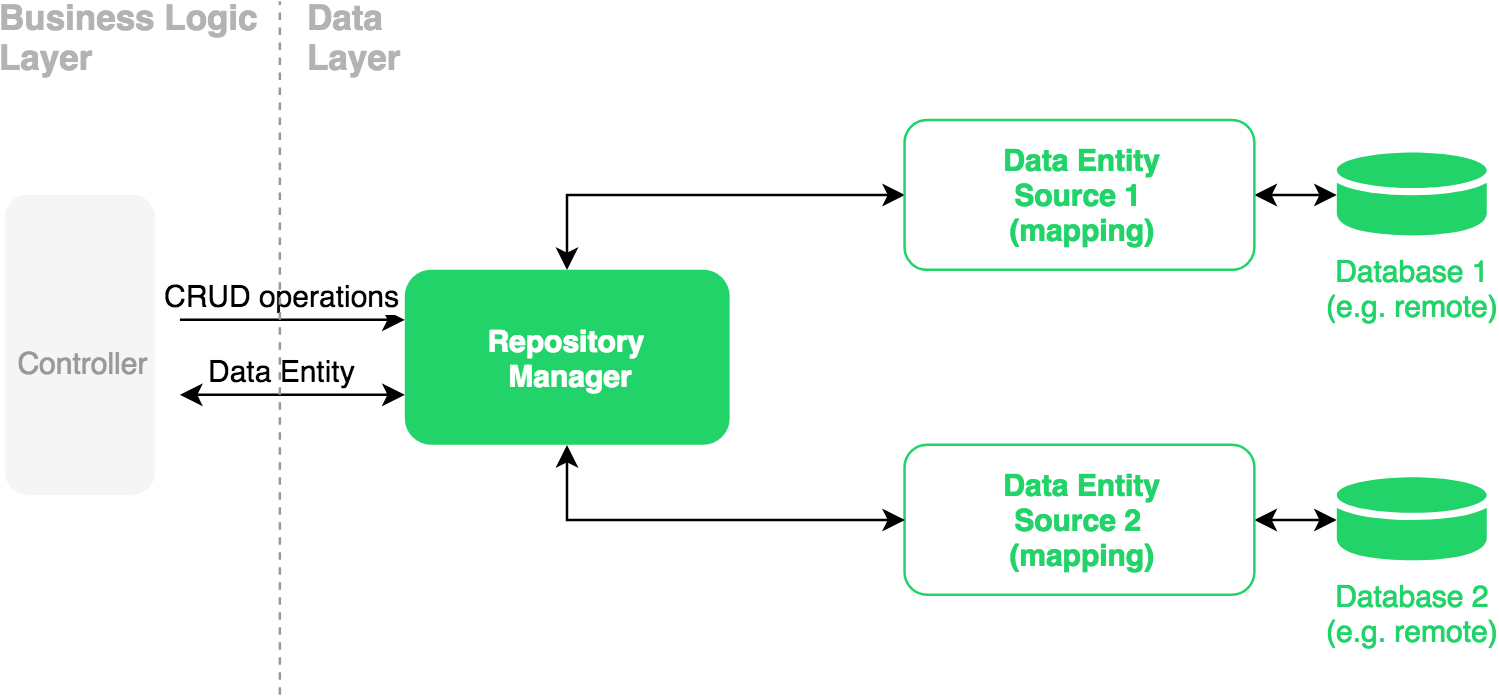 Business Logic
Layer
Data
Layer
Controller
CRUD operations
Data Entity
Repository
Manager
Data Entity
Source 1
(mapping)
Database 1
(e.g. remote)
Data Entity
Source 2
(mapping)
Database 2
(e.g. remote)